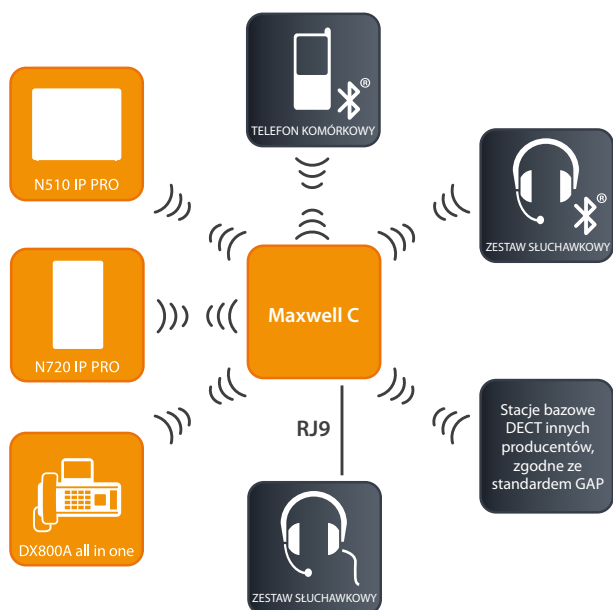 TELEFON KOMÓRKOWY
®
N510 IP PRO
ZESTAW SŁUCHAWKOWY
®
Maxwell C
N720 IP PRO
RJ9
Stacje bazowe
DECT innych
producentów,
zgodne ze
standardem GAP
DX800A all in one
ZESTAW SŁUCHAWKOWY